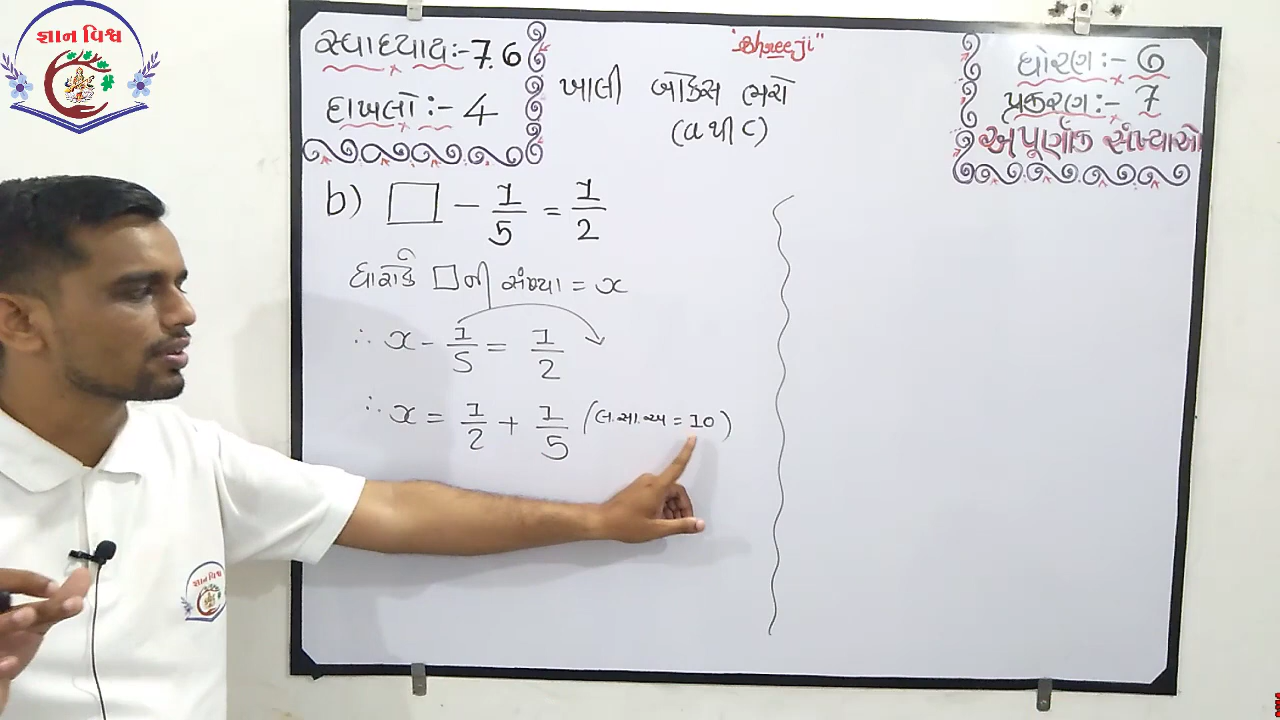 જ્ઞાન વિશ્વ
સ્વાધ્યાય:- 7.6
દાખલો:- 4
"Shreeji"
ખાલી બોક્સ ભરો
ધોરણ:- 6
પ્રકરણ:- 7
અપૂર્ણાંક સંખ્યાઓ
b) □ - 1/5 = 1/2
ધારોકે □ની સંખ્યા = x
∴ x - 1/5 = 1/2
∴ x = 1/2 + 1/5 (લ.સા.અ = 10)
જ્ઞાન વિશ્વ